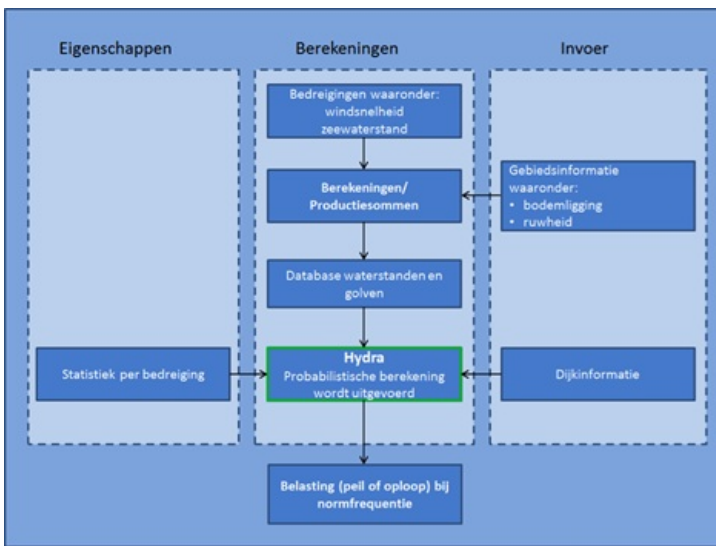 Eigenschappen
Berekeningen
Invoer
Bedreigingen waaronder:
windsnelheid
zeewaterstand
Berekeningen/
Productiesommen
Gebiedsinformatie
waaronder:
• bodemligging
• ruwheid
Database waterstanden en
golven
Statistiek per bedreiging
Hydra
Probabilistische berekening
wordt uitgevoerd
Dijkinformatie
Belasting (peil of oploop) bij
normfrequentie